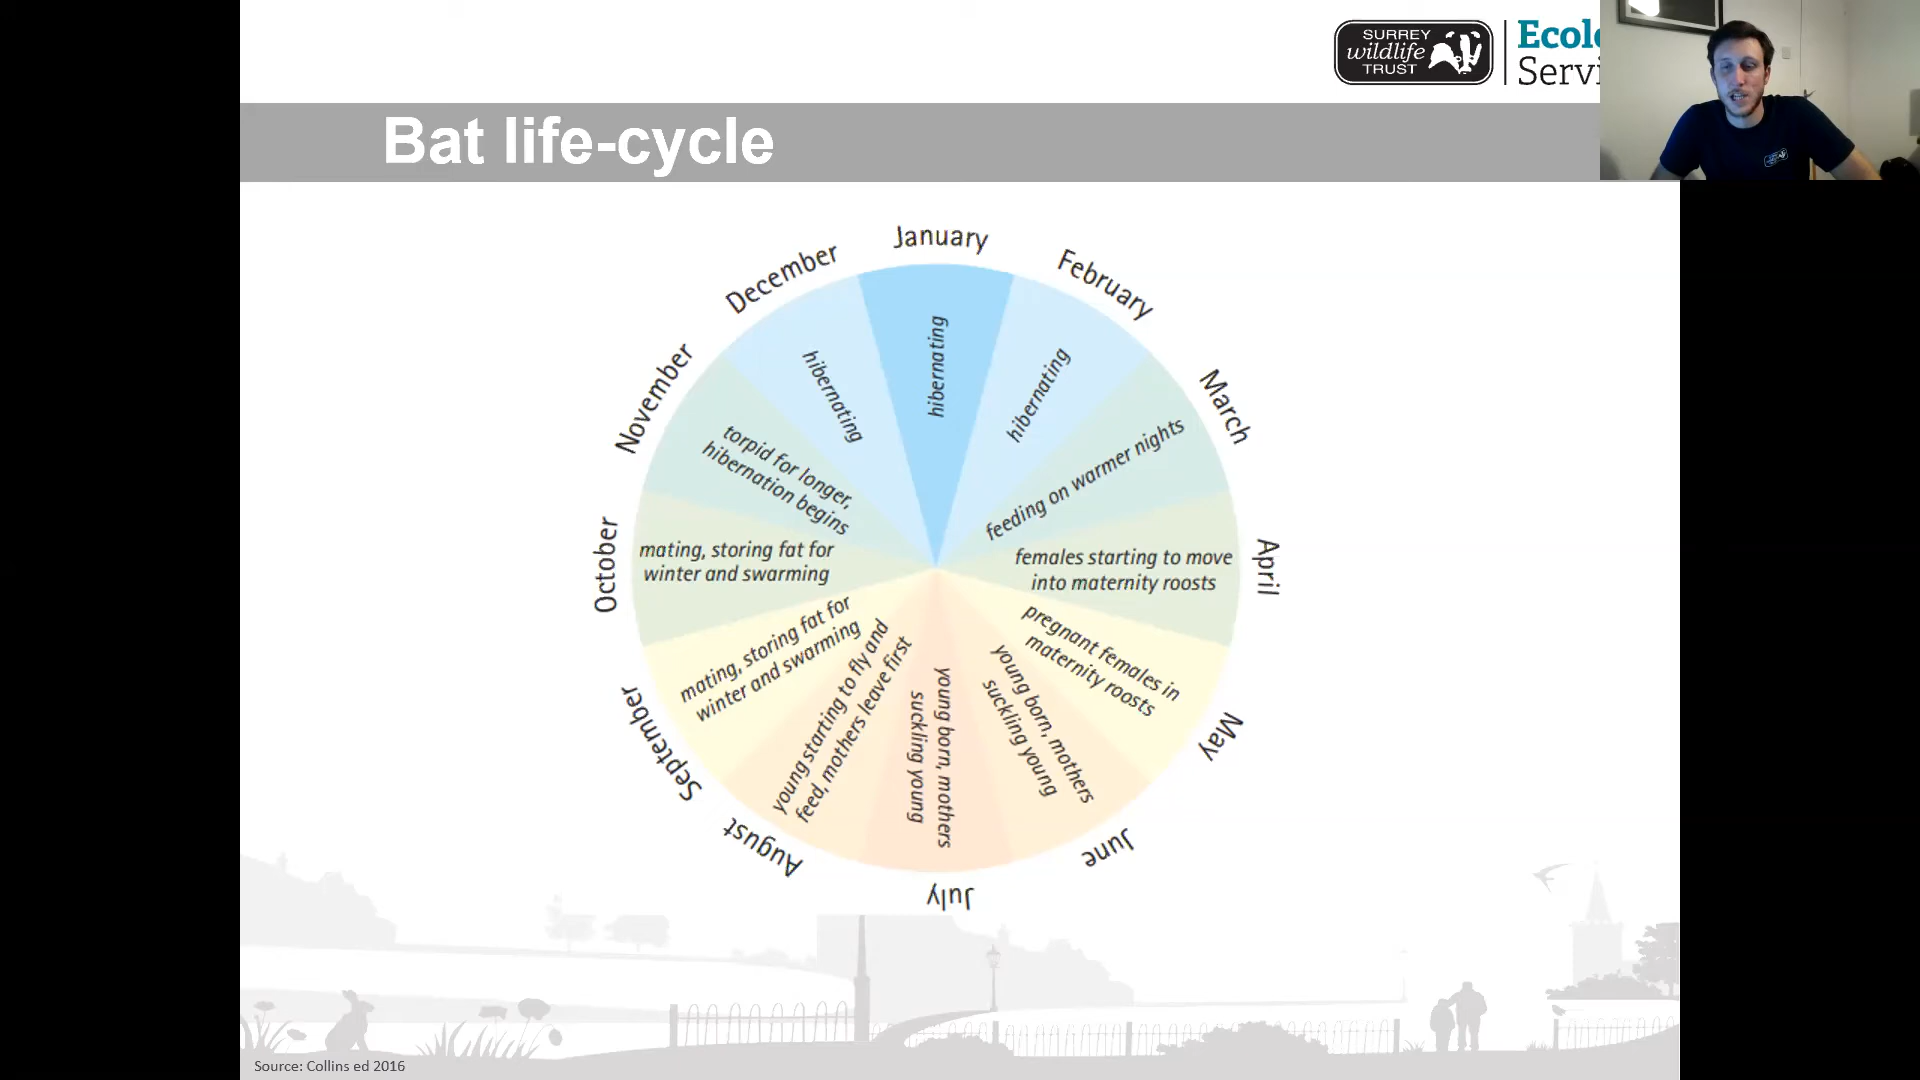 SURREY
wildlife
TRUST
Ecol
Servi
Bat life-cycle
January
hibernating
February
hibernating
March
feeding on warmer nights
April
females starting to move
into maternity roosts
May
pregnant females in
maternity roosts
June
young born, mothers
suckling young
July
young born, mothers
suckling young
August
young starting to fly and
feed, mothers leave first
September
mating, storing fat for
winter and swarming
October
mating, storing fat for
winter and swarming
November
torpid for longer,
hibernation begins
December
hibernating
Source: Collins ed 2016